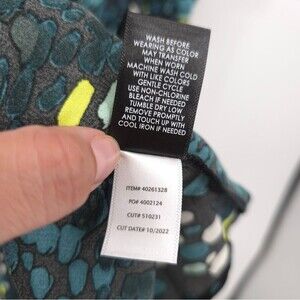 WASH BEFORE
WEARING AS COLOR
MAY TRANSFER
WHEN WORN
MACHINE WASH COLD
WITH LIKE COLORS
GENTLE CYCLE
USE NON-CHLORINE
BLEACH IF NEEDED
TUMBLE DRY LOW
REMOVE PROMPTLY
AND TOUCH UP WITH
COOL IRON IF NEEDED
ITEM# 40261328
PO# 4002124
CUT# 510231
CUT DATE# 10/2022